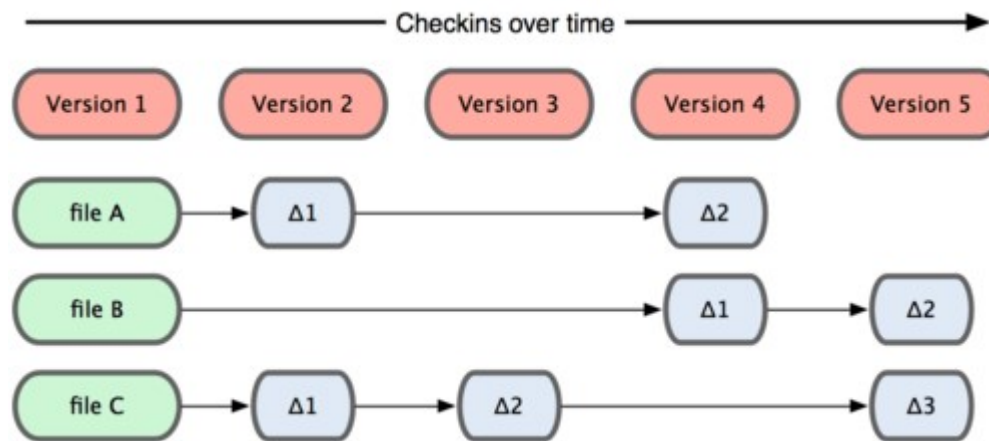 Checkins over time
Version 1 Version 2 Version 3 Version 4 Version 5
file A Δ1 Δ2
file B Δ1 Δ2
file C Δ1 Δ2 Δ3